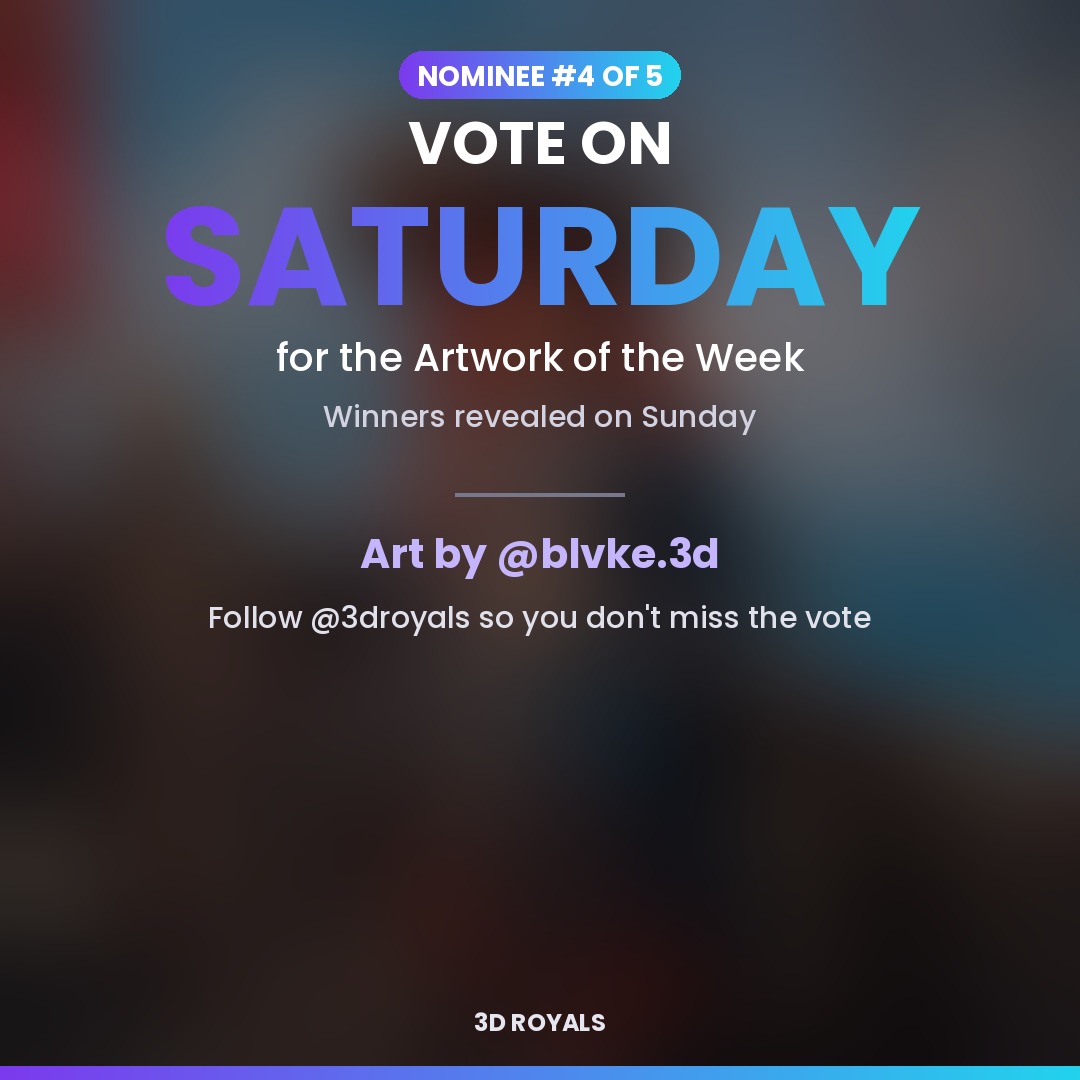 NOMINEE #4 OF 5
VOTE ON
SATURDAY
for the Artwork of the Week
Winners revealed on Sunday
Art by @blvke.3d
Follow @3droyals so you don't miss the vote
3D ROYALS